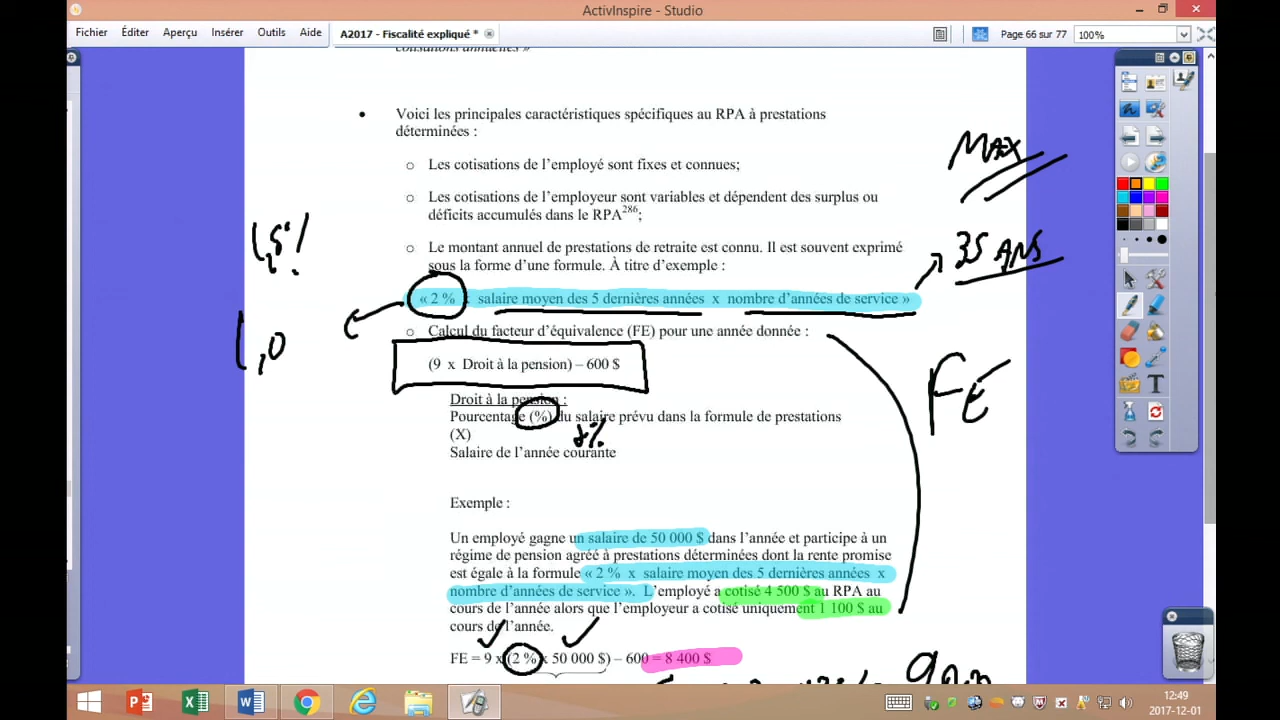 ActivInspire - Studio
Fichier Éditer Aperçu Insérer Outils Aide A2017 - Fiscalité expliqué * Page 66 sur 77 100%
cotisations annuelles »
• Voici les principales caractéristiques spécifiques au RPA à prestations
déterminées :
MAX
o Les cotisations de l'employé sont fixes et connues;
o Les cotisations de l'employeur sont variables et dépendent des surplus ou
déficits accumulés dans le RPA286;
o Le montant annuel de prestations de retraite est connu. Il est souvent exprimé
sous la forme d'une formule. À titre d'exemple :
35 ANS
« 2 % x salaire moyen des 5 dernières années x nombre d'années de service »
o Calcul du facteur d'équivalence (FE) pour une année donnée :
(9 x Droit à la pension) – 600 $
FE
Droit à la pension :
Pourcentage (%) du salaire prévu dans la formule de prestations
(X)
2%
Salaire de l'année courante
Exemple :
Un employé gagne un salaire de 50 000 $ dans l'année et participe à un
régime de pension agréé à prestations déterminées dont la rente promise
est égale à la formule « 2 % x salaire moyen des 5 dernières années x
nombre d'années de service ». L'employé a cotisé 4 500 $ au RPA au
cours de l'année alors que l'employeur a cotisé uniquement 1 100 $ au
cours de l'année.
FE = 9 x (2 % x 50 000 $) – 600 = 8 400 $
12:49
2017-12-01